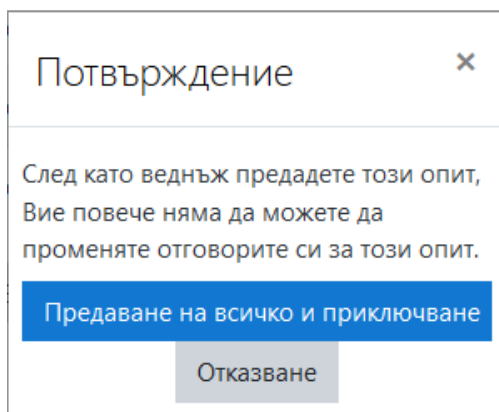 Потвърждение
×
След като веднъж предадете този опит,
Вие повече няма да можете да
променяте отговорите си за този опит.
Предаване на всичко и приключване
Отказване